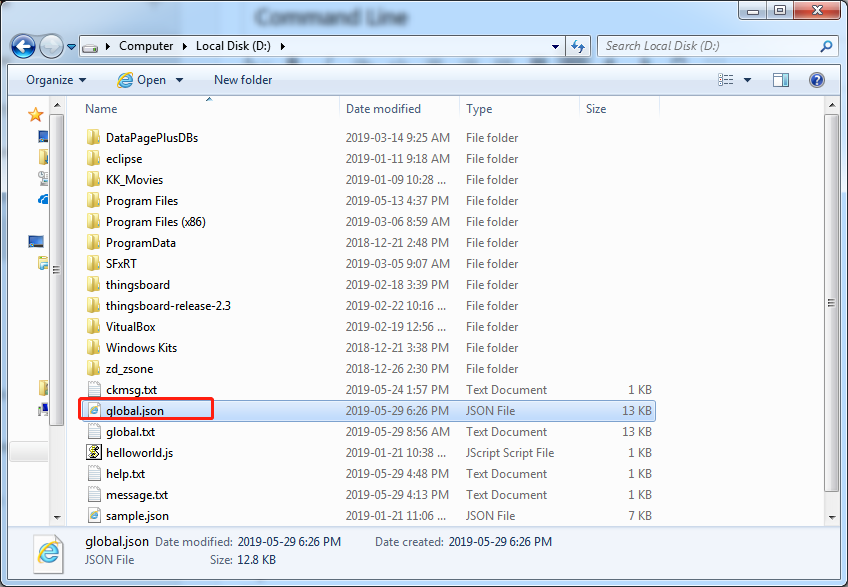 Command Line
Computer Local Disk (D:) Search Local Disk (D:)
Organize Open New folder
Name Date modified Type Size
DataPagePlusDBs 2019-03-14 9:25 AM File folder
eclipse 2019-01-11 9:18 AM File folder
KK_Movies 2019-01-09 10:28 ... File folder
Program Files 2019-05-13 4:37 PM File folder
Program Files (x86) 2019-03-06 8:59 AM File folder
ProgramData 2018-12-21 2:48 PM File folder
SFxRT 2019-03-05 9:07 AM File folder
thingsboard 2019-02-18 3:39 PM File folder
thingsboard-release-2.3 2019-02-22 10:16 ... File folder
VitualBox 2019-02-19 12:56 ... File folder
Windows Kits 2018-12-21 3:38 PM File folder
zd_zsone 2018-12-26 2:30 PM File folder
ckmsg.txt 2019-05-24 1:57 PM Text Document 1 KB
global.json 2019-05-29 6:26 PM JSON File 13 KB
global.txt 2019-05-29 8:56 AM Text Document 13 KB
helloworld.js 2019-01-21 10:38 ... JScript Script File 1 KB
help.txt 2019-05-29 4:48 PM Text Document 1 KB
message.txt 2019-05-29 4:13 PM Text Document 1 KB
sample.json 2019-01-21 11:06 ... JSON File 7 KB
global.json Date modified: 2019-05-29 6:26 PM Date created: 2019-05-29 6:26 PM
JSON File Size: 12.8 KB